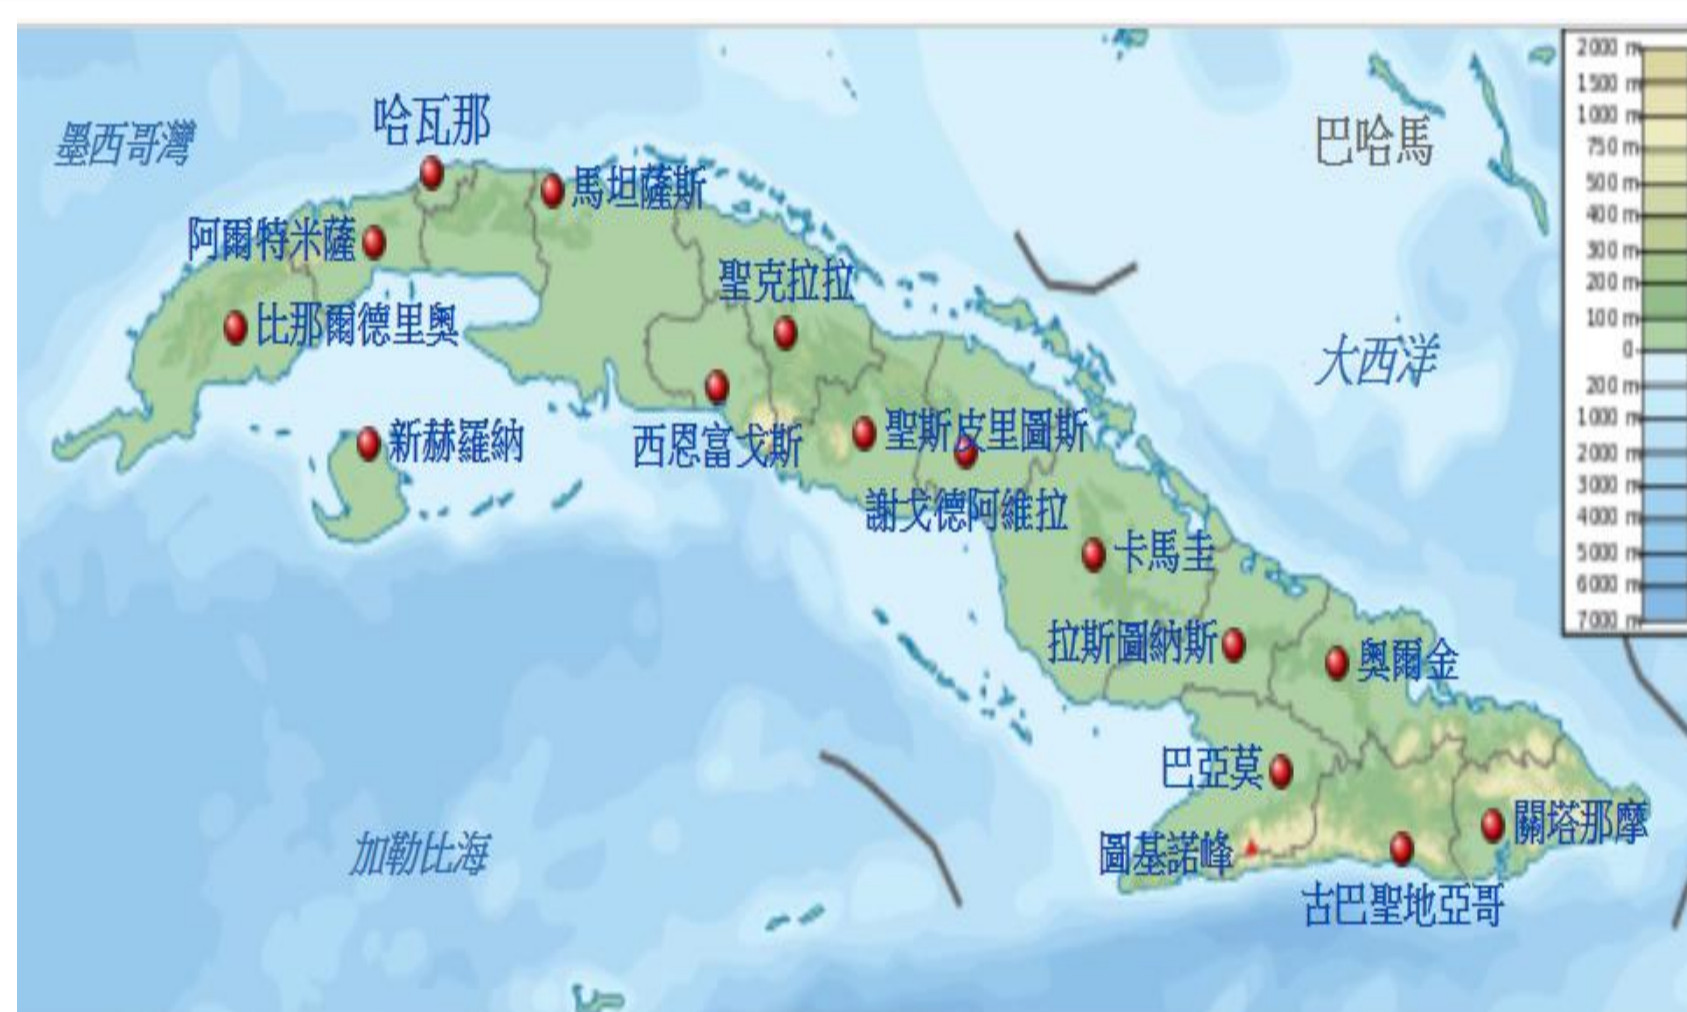 哈瓦那
墨西哥灣
巴哈馬
馬坦薩斯
阿爾特米薩
聖克拉拉
比那爾德里奧
大西洋
新赫羅納
西恩富戈斯
聖斯皮里圖斯
謝戈德阿維拉
卡馬圭
拉斯圖納斯
奧爾金
巴亞莫
關塔那摩
圖基諾峰
加勒比海
古巴聖地亞哥
2000 m
1500 m
1000 m
750 m
500 m
400 m
300 m
200 m
100 m
0
200 m
1000 m
2000 m
3000 m
4000 m
5000 m
6000 m
7000 m